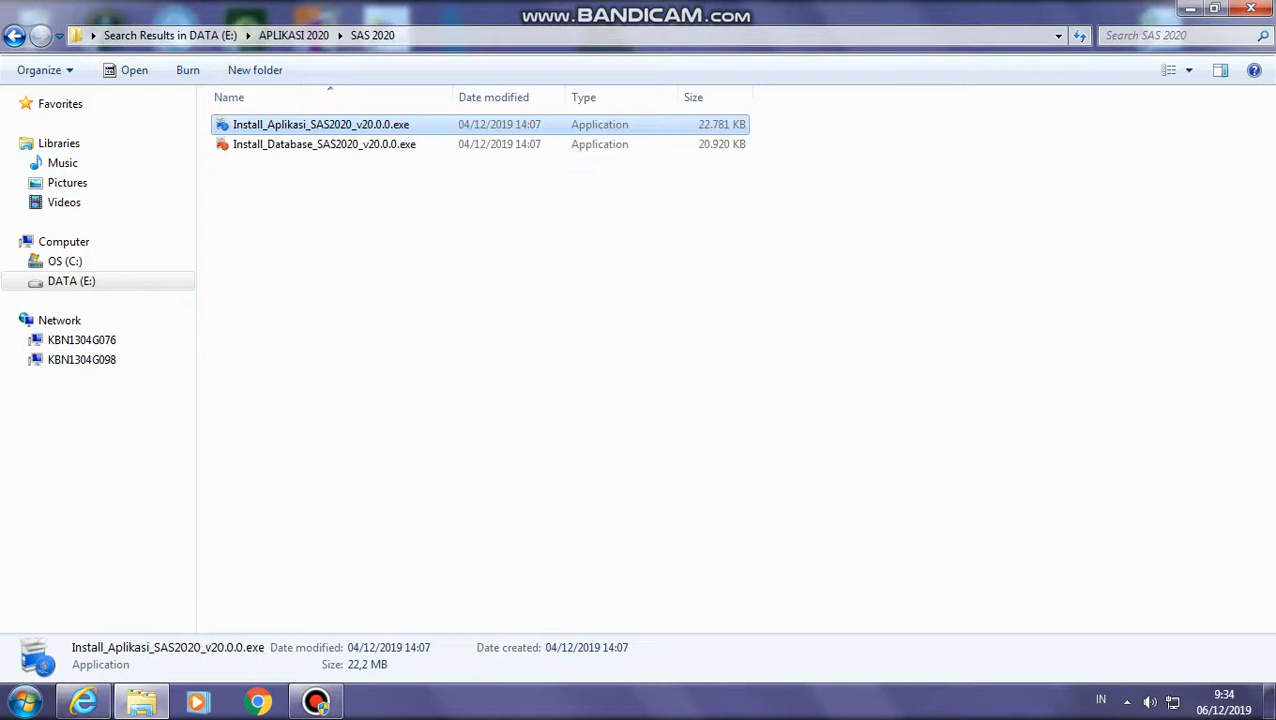 www.BANDICAM.com
Search Results in DATA (E:) APLIKASI 2020 SAS 2020
Search SAS 2020
Organize Open Burn New folder
Name Date modified Type Size
Favorites
Install_Aplikasi_SAS2020_v20.0.0.exe 04/12/2019 14:07 Application 22.781 KB
Install_Database_SAS2020_v20.0.0.exe 04/12/2019 14:07 Application 20.920 KB
Libraries
Music
Pictures
Videos
Computer
OS (C:)
DATA (E:)
Network
KBN1304G076
KBN1304G098
Install_Aplikasi_SAS2020_v20.0.0.exe Date modified: 04/12/2019 14:07 Date created: 04/12/2019 14:07
Application Size: 22,2 MB
IN 9:34
06/12/2019